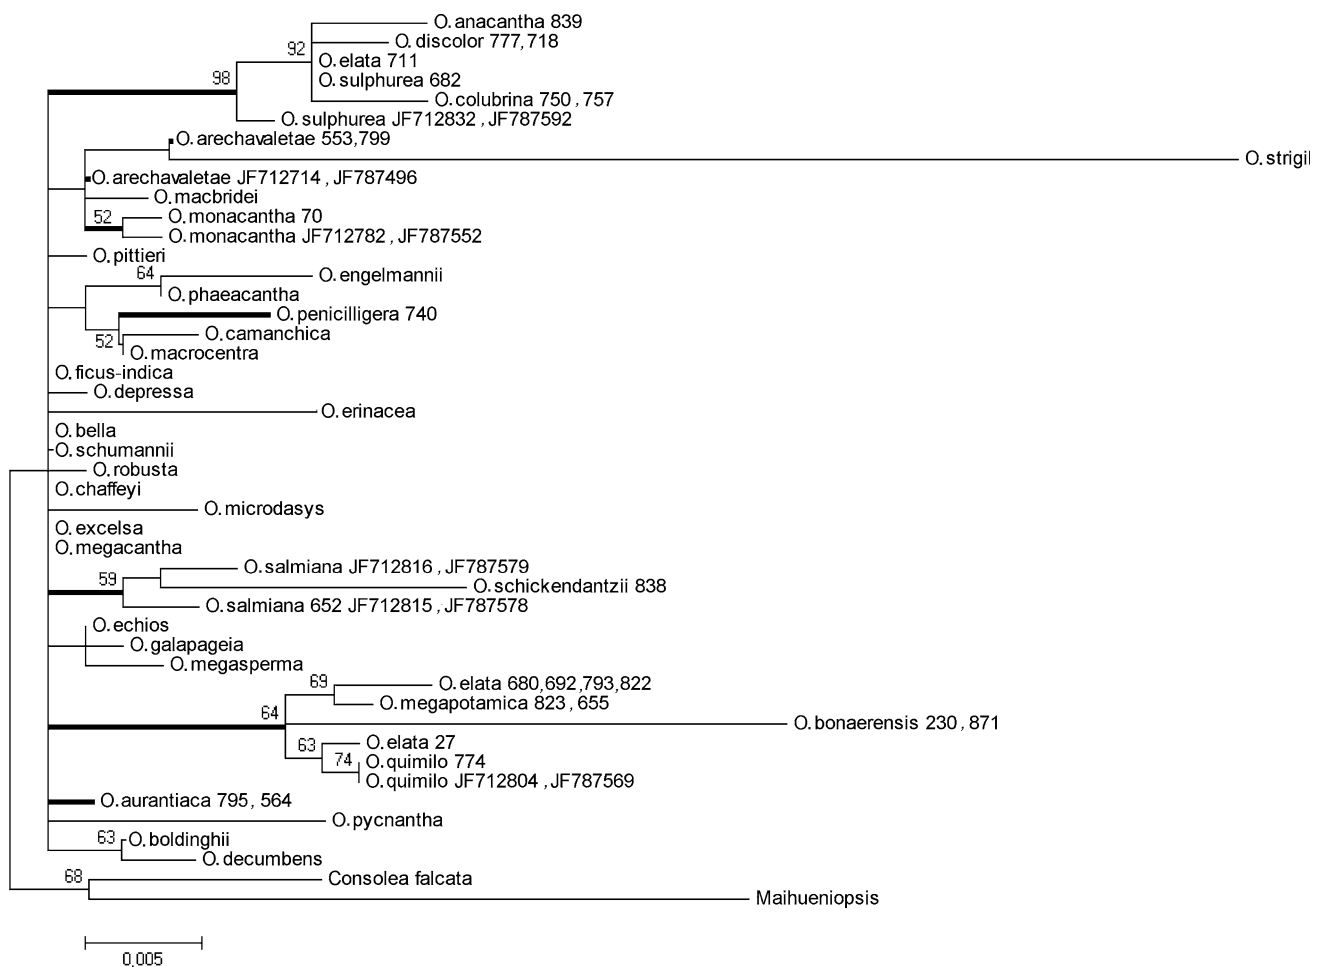 O. anacantha 839
92
O. discolor 777,718
O. elata 711
98
O. sulphurea 682
O. colubrina 750 , 757
O. sulphurea JF712832 , JF787592
O. arechavaletae 553,799
O. strigil
O. arechavaletae JF712714 , JF787496
O. macbridei
52
O. monacantha 70
O. monacantha JF712782 , JF787552
O. pittieri
64
O. engelmannii
O. phaeacantha
O. penicilligera 740
O. camanchica
52
O. macrocentra
O. ficus-indica
O. depressa
O. erinacea
O. bella
O. schumannii
O. robusta
O. chaffeyi
O. microdasys
O. excelsa
O. megacantha
O. salmiana JF712816 , JF787579
59
O. schickendantzii 838
O. salmiana 652 JF712815 , JF787578
O. echios
O. galapageia
O. megasperma
69
O. elata 680,692,793,822
O. megapotamica 823 , 655
64
O. bonaerensis 230 , 871
63
O. elata 27
74
O. quimilo 774
O. quimilo JF712804 , JF787569
O. aurantiaca 795 , 564
O. pycnantha
63
O. boldinghii
O. decumbens
68
Consolea falcata
Maihueniopsis
0,005